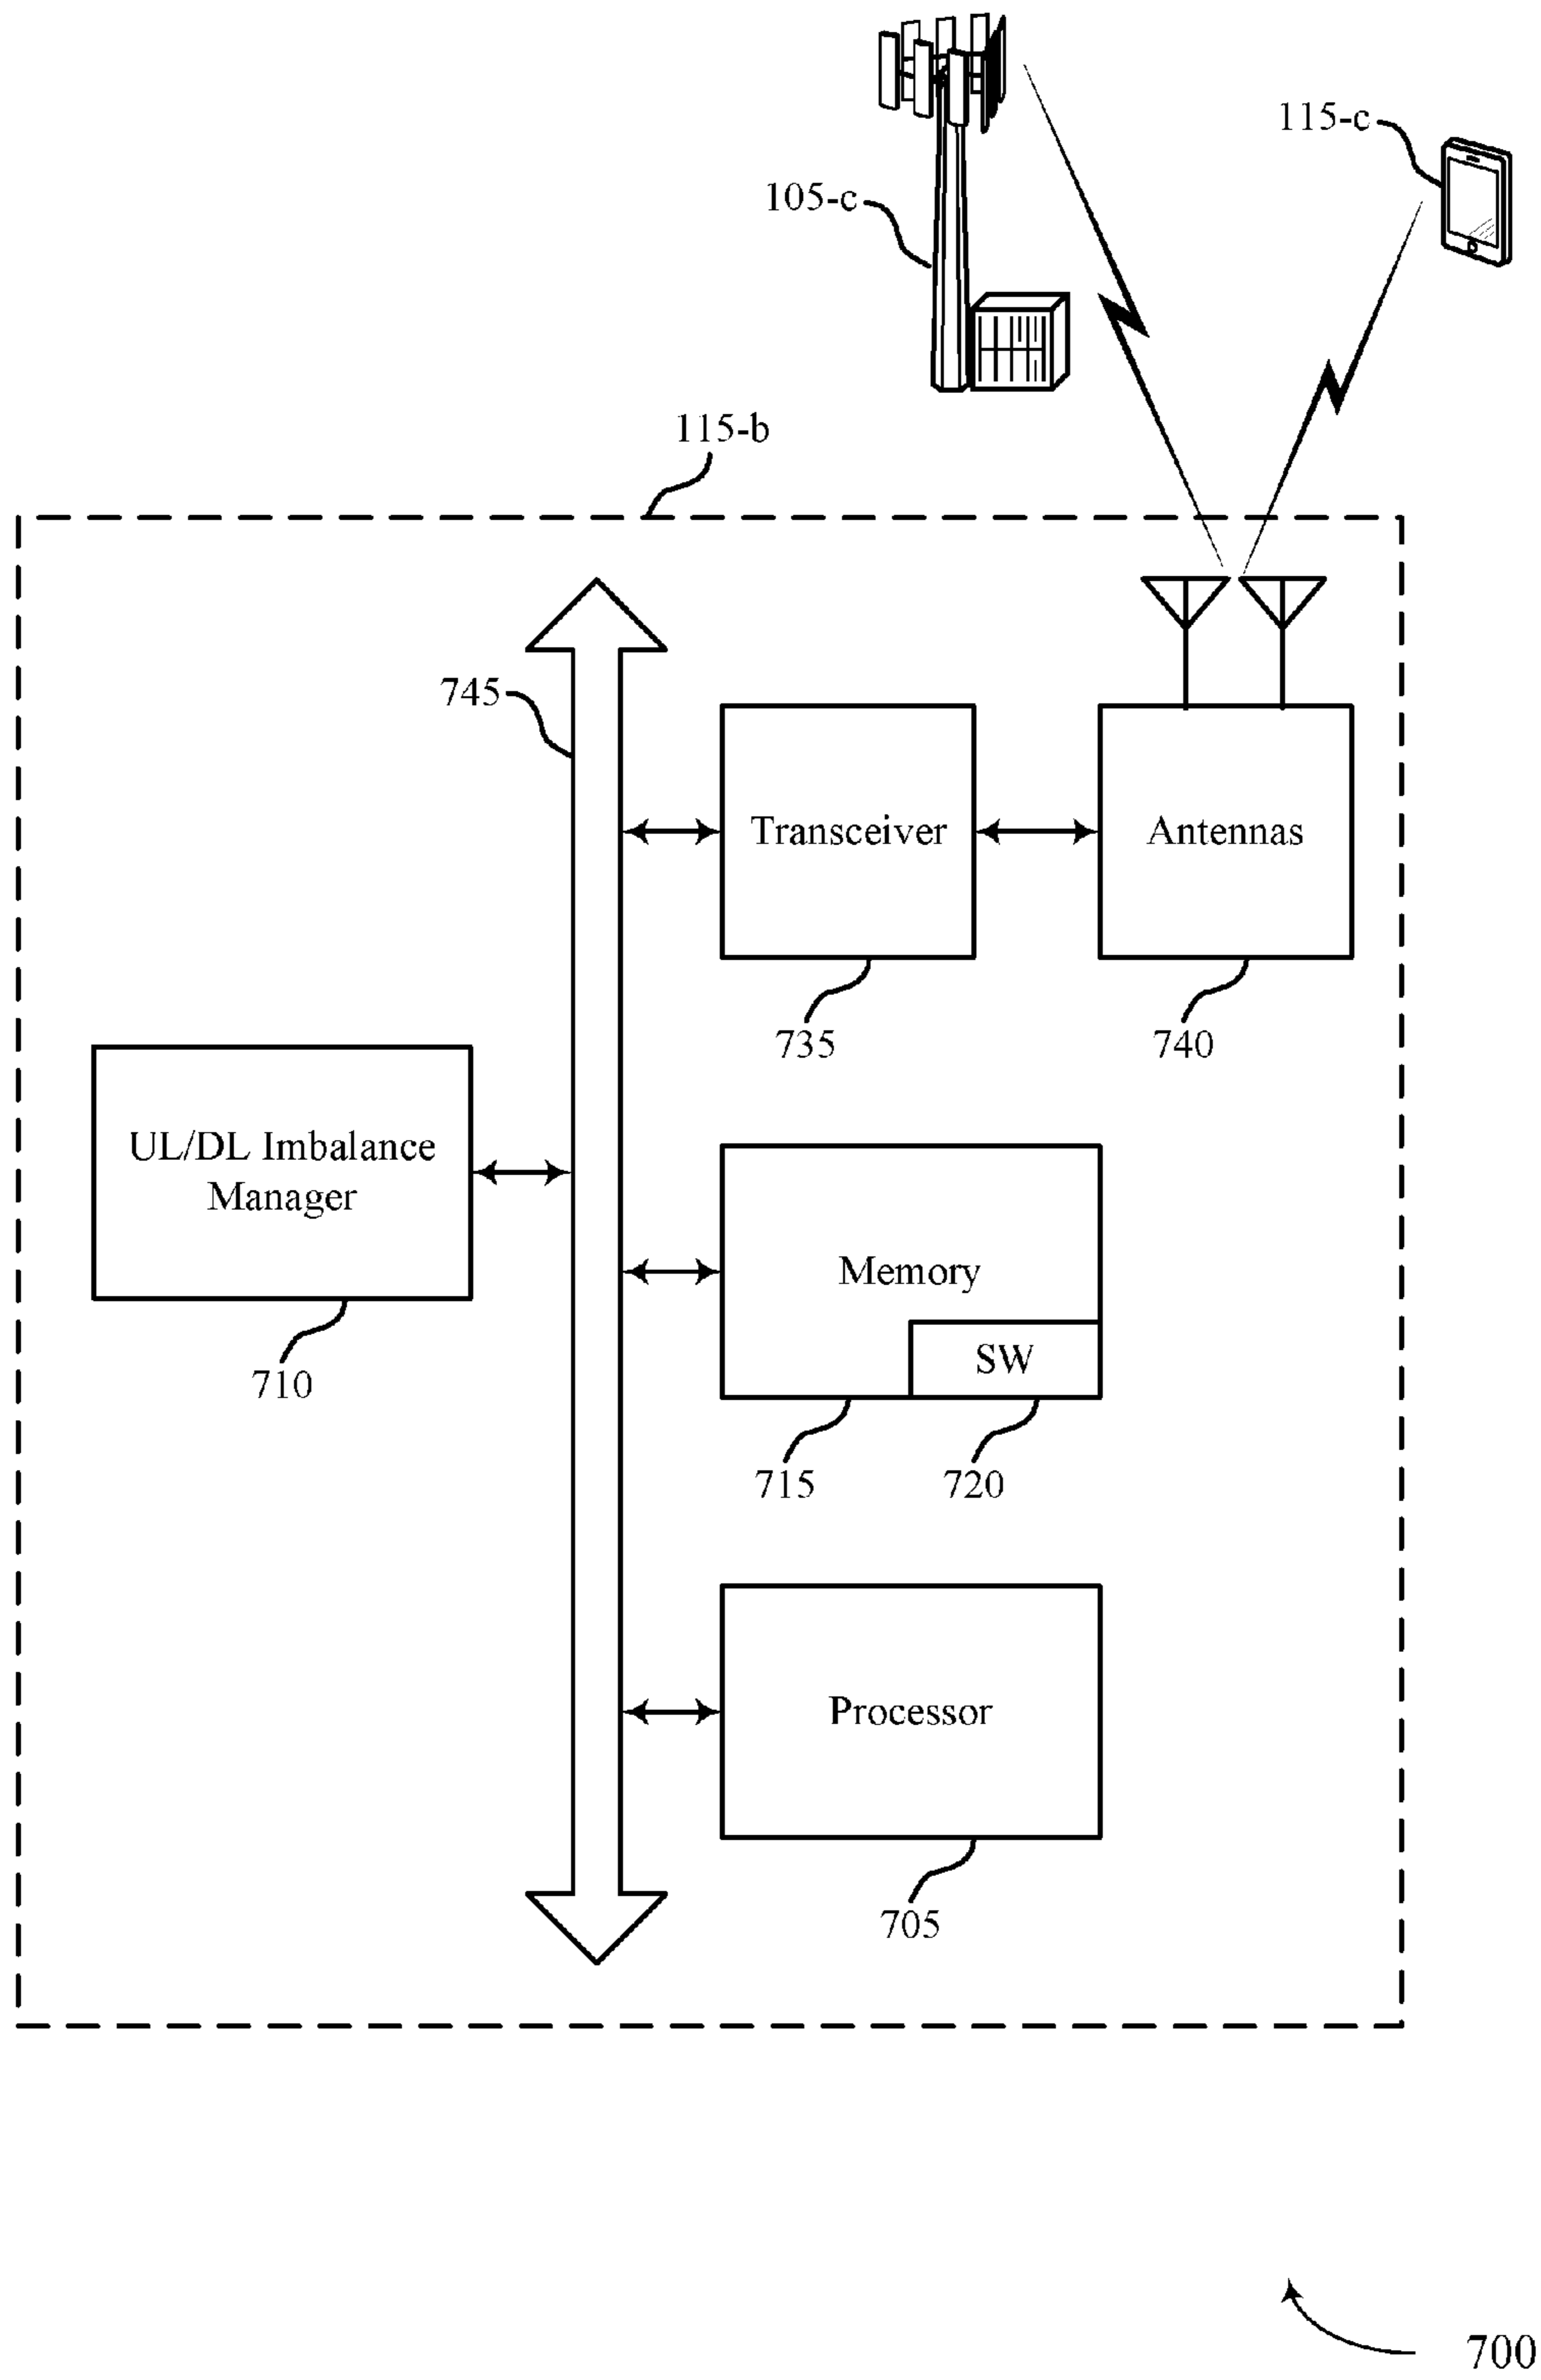 115-c
105-c
115-b
745
Transceiver
Antennas
735
740
UL/DL Imbalance
Manager
710
Memory
SW
715
720
Processor
705
700